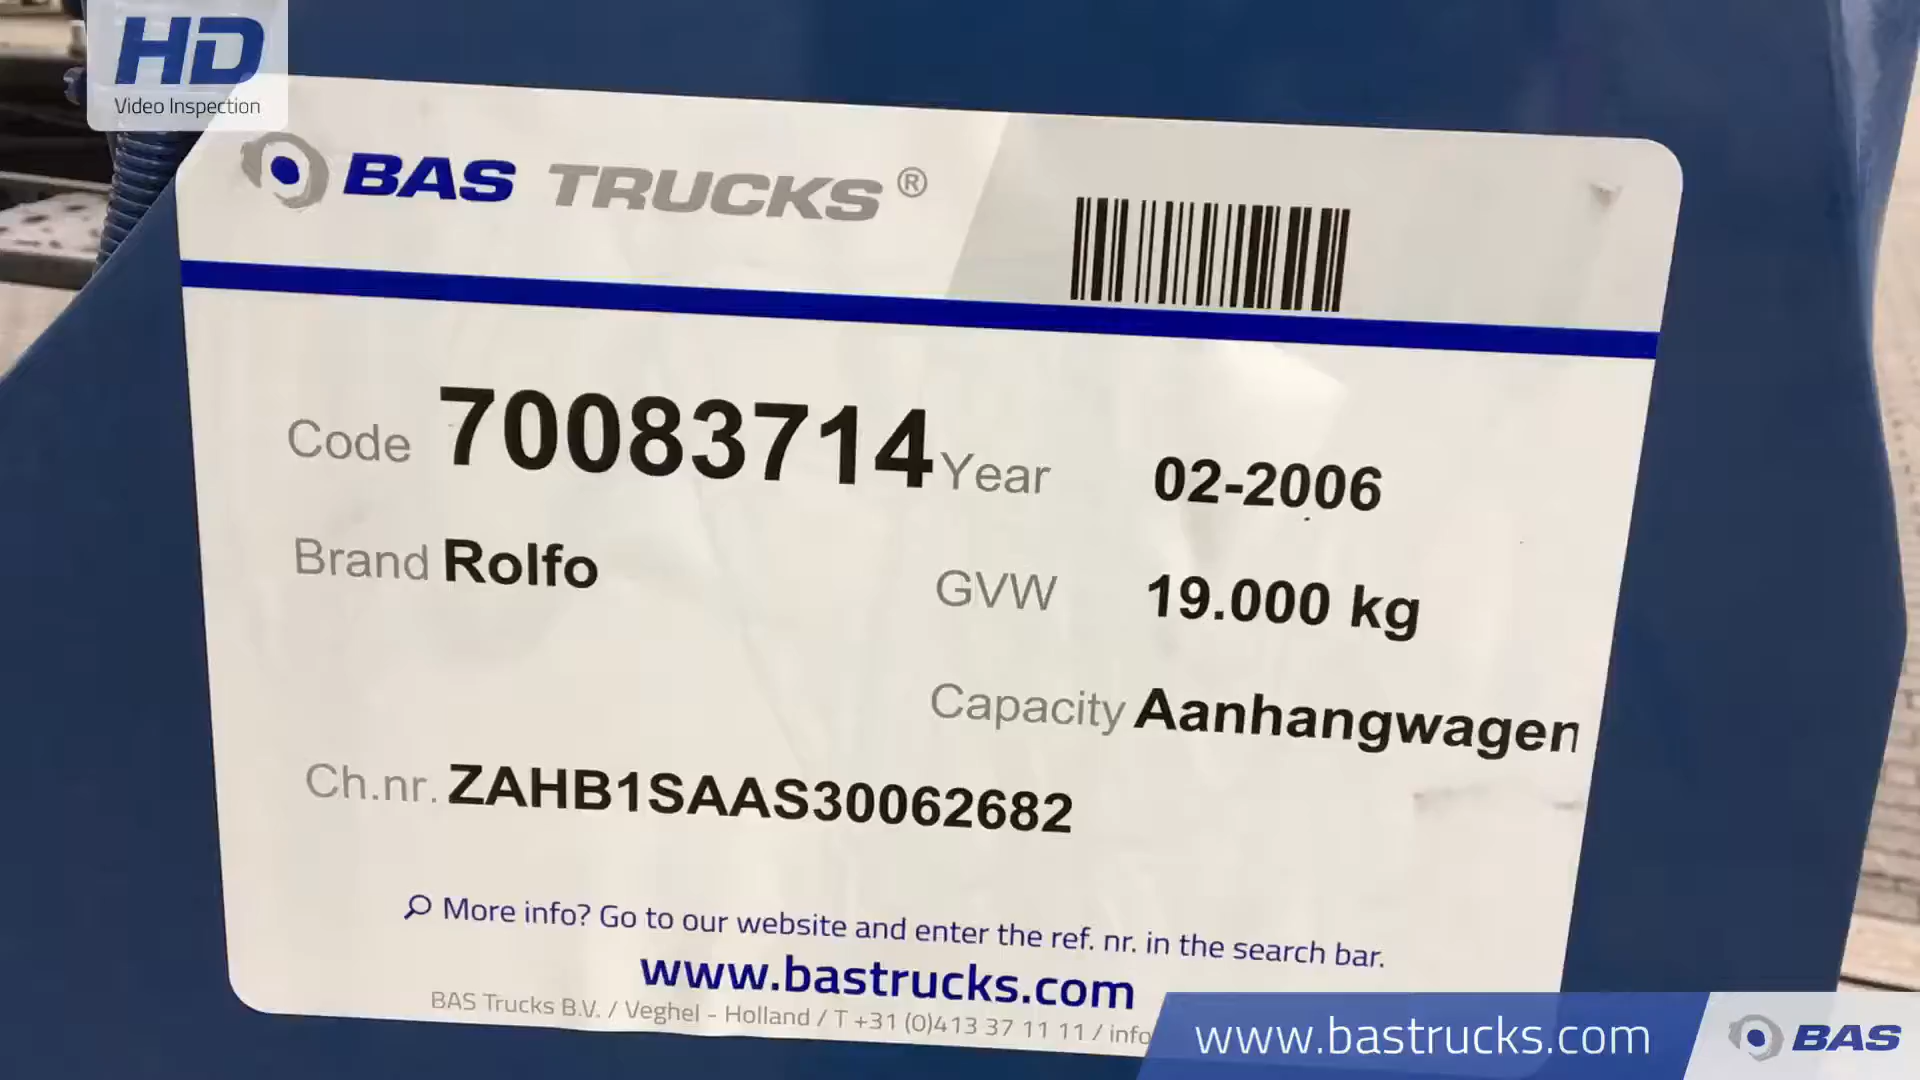 HD
Video Inspection
BAS TRUCKS®
Code 70083714 Year 02-2006
Brand Rolfo
GVW 19.000 kg
Capacity Aanhangwagen
Ch.nr. ZAHB1SAAS30062682
More info? Go to our website and enter the ref. nr. in the search bar.
www.bastrucks.com
BAS Trucks B.V. / Veghel - Holland / T +31 (0)413 37 11 11 / info
www.bastrucks.com
BAS